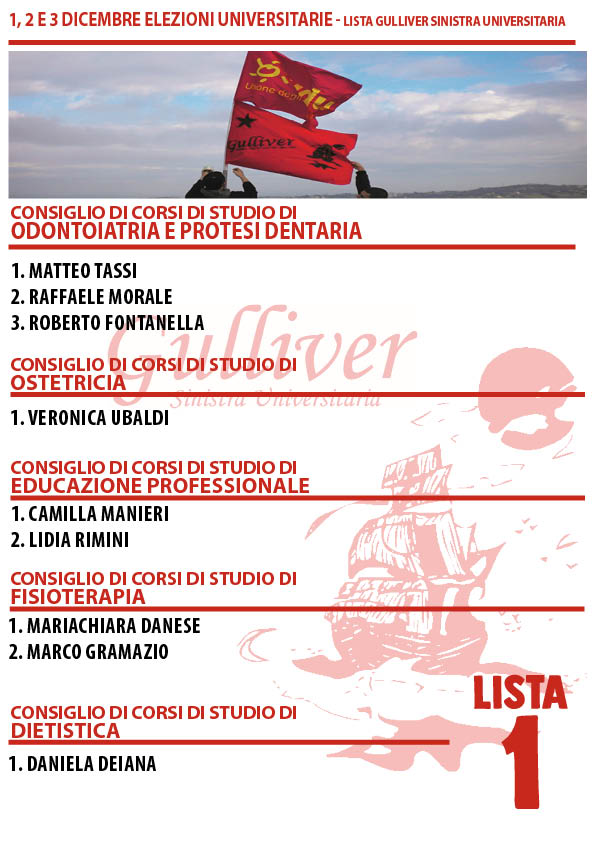 1, 2 E 3 DICEMBRE ELEZIONI UNIVERSITARIE - LISTA GULLIVER SINISTRA UNIVERSITARIA
Unione degli
Gulliver
CONSIGLIO DI CORSI DI STUDIO DI
ODONTOIATRIA E PROTESI DENTARIA
1. MATTEO TASSI
2. RAFFAELE MORALE
3. ROBERTO FONTANELLA
Gulliver
Sinistra Universitaria
CONSIGLIO DI CORSI DI STUDIO DI
OSTETRICIA
1. VERONICA UBALDI
CONSIGLIO DI CORSI DI STUDIO DI
EDUCAZIONE PROFESSIONALE
1. CAMILLA MANIERI
2. LIDIA RIMINI
CONSIGLIO DI CORSI DI STUDIO DI
FISIOTERAPIA
1. MARIACHIARA DANESE
2. MARCO GRAMAZIO
CONSIGLIO DI CORSI DI STUDIO DI
DIETISTICA
1. DANIELA DEIANA
LISTA
1